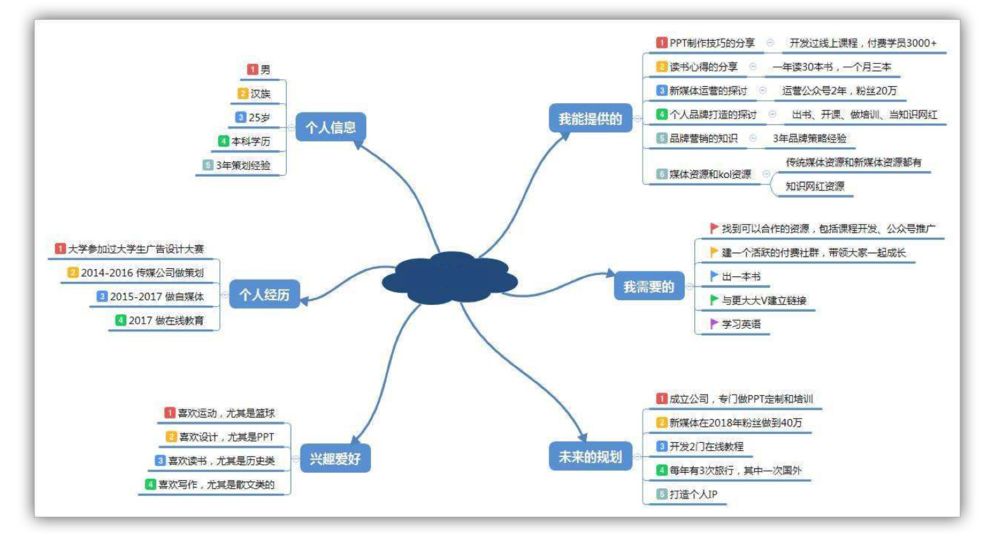 个人信息
1 男
2 汉族
3 25岁
4 本科学历
5 3年策划经验
个人经历
1 大学参加过大学生广告设计大赛
2 2014-2016 传媒公司做策划
3 2015-2017 做自媒体
4 2017 做在线教育
兴趣爱好
1 喜欢运动，尤其是篮球
2 喜欢设计，尤其是PPT
3 喜欢读书，尤其是历史类
4 喜欢写作，尤其是散文类的
我能提供的
1 PPT制作技巧的分享 开发过线上课程，付费学员3000+
2 读书心得的分享 一年读30本书，一个月三本
3 新媒体运营的探讨 运营公众号2年，粉丝20万
4 个人品牌打造的探讨 出书、开课、做培训、当知识网红
5 品牌营销的知识 3年品牌策略经验
6 媒体资源和kol资源
传统媒体资源和新媒体资源都有
知识网红资源
我需要的
找到可以合作的资源，包括课程开发、公众号推广
建一个活跃的付费社群，带领大家一起成长
出一本书
与更大大V建立链接
学习英语
未来的规划
1 成立公司，专门做PPT定制和培训
2 新媒体在2018年粉丝做到40万
3 开发2门在线教程
4 每年有3次旅行，其中一次国外
5 打造个人IP